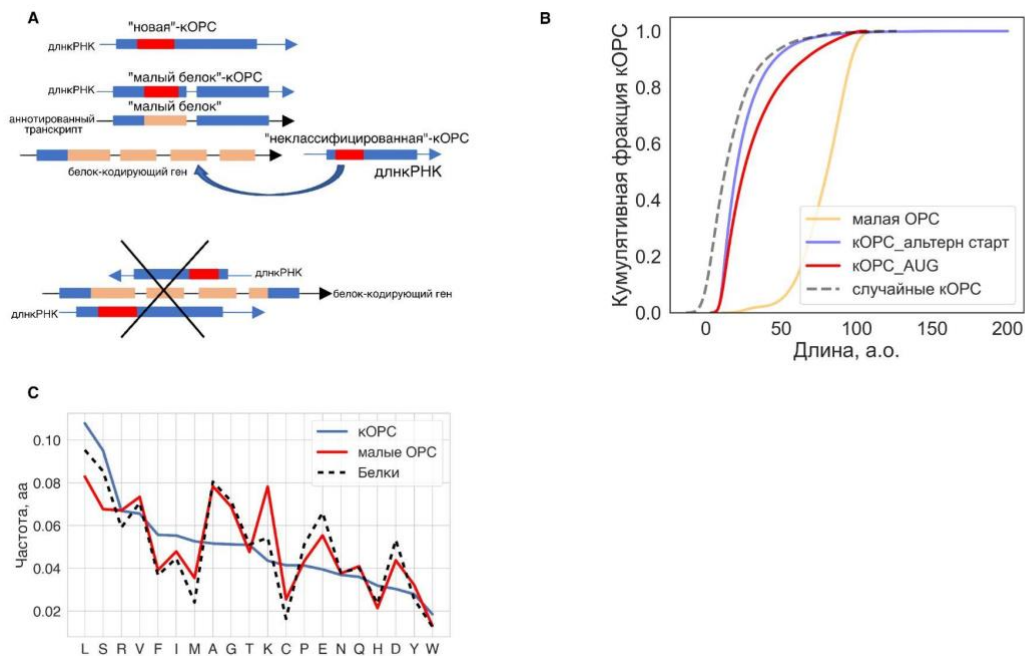 A
"новая"-кОРС
длнкРНК
"малый белок"-кОРС
длнкРНК
"малый белок"
аннотированный
транскрипт
"неклассифицированная"-кОРС
белок-кодирующий ген
длнкРНК
длнкРНК
белок-кодирующий ген
длнкРНК
B
Кумулятивная фракция кОРС
1.0
0.8
0.6
0.4
0.2
0.0
малая ОРС
кОРС_альтерн старт
кОРС_AUG
случайные кОРС
0 50 100 150 200
Длина, а.о.
C
Частота, аа
0.10
0.08
0.06
0.04
0.02
кОРС
малые ОРС
Белки
L S R V F I M A G T K C P E N Q H D Y W